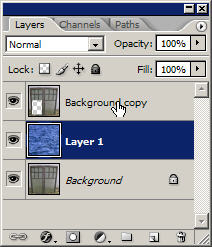 Layers Channels Paths
Normal Opacity: 100%
Lock: Fill: 100%
Background copy
Layer 1
Background